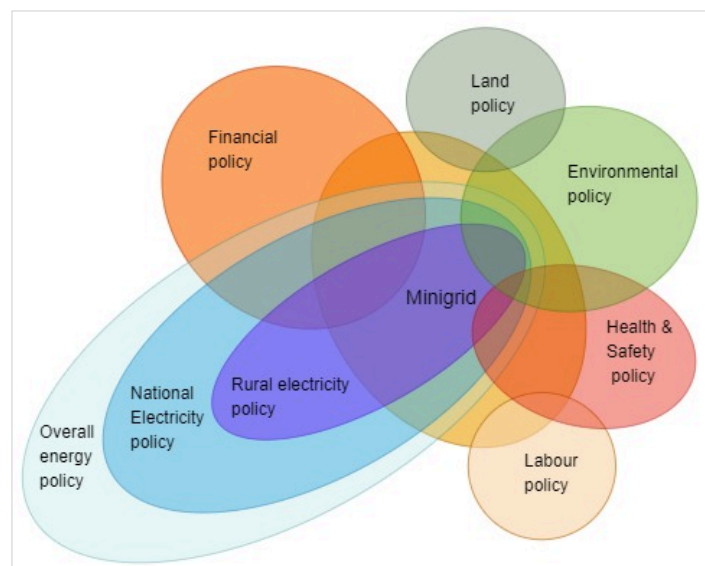 Land
policy
Financial
policy
Environmental
policy
Minigrid
Health &
Safety
policy
Rural electricity
policy
National
Electricity
policy
Overall
energy
policy
Labour
policy